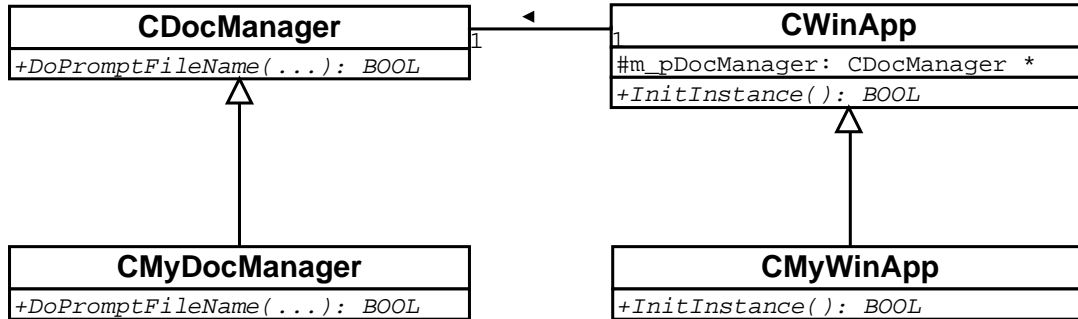 CDocManager
+DoPromptFileName(...): BOOL
1
1
CWinApp
#m_pDocManager: CDocManager *
+InitInstance(): BOOL
CMyDocManager
+DoPromptFileName(...): BOOL
CMyWinApp
+InitInstance(): BOOL